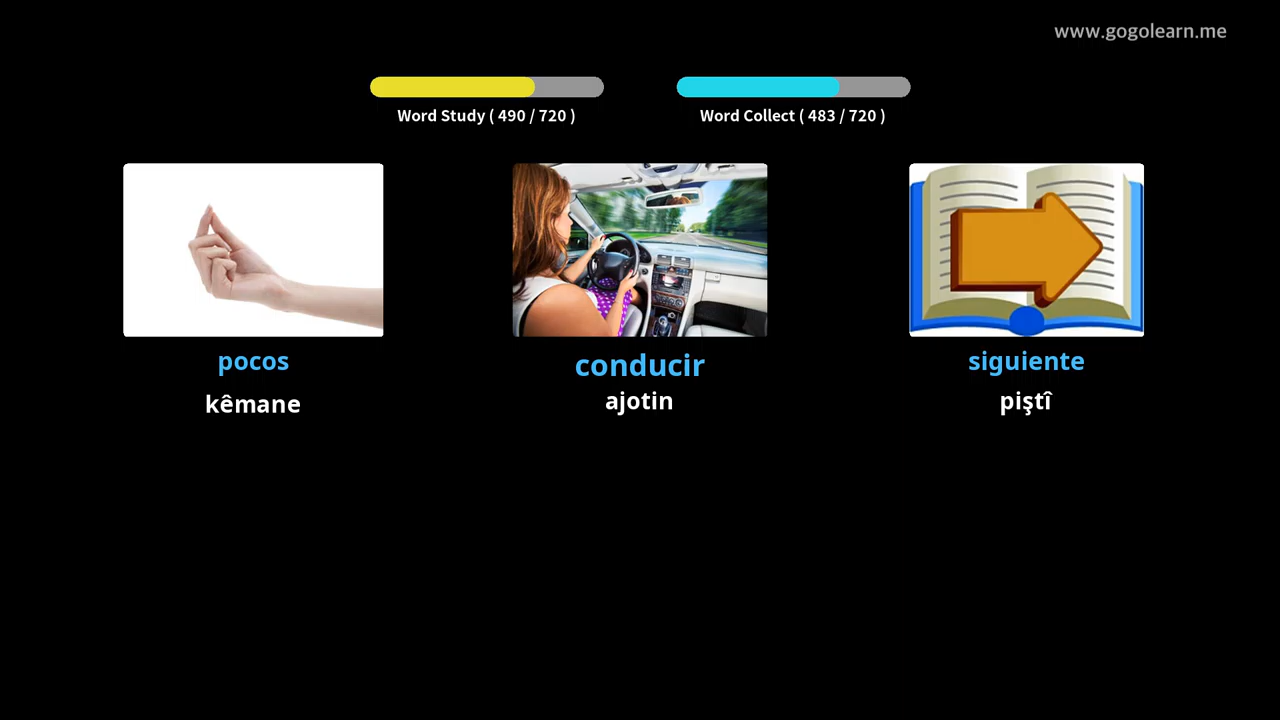 www.gogolearn.me
Word Study ( 490 / 720 )
Word Collect ( 483 / 720 )
pocos
conducir
siguiente
kêmane
ajotin
piştî